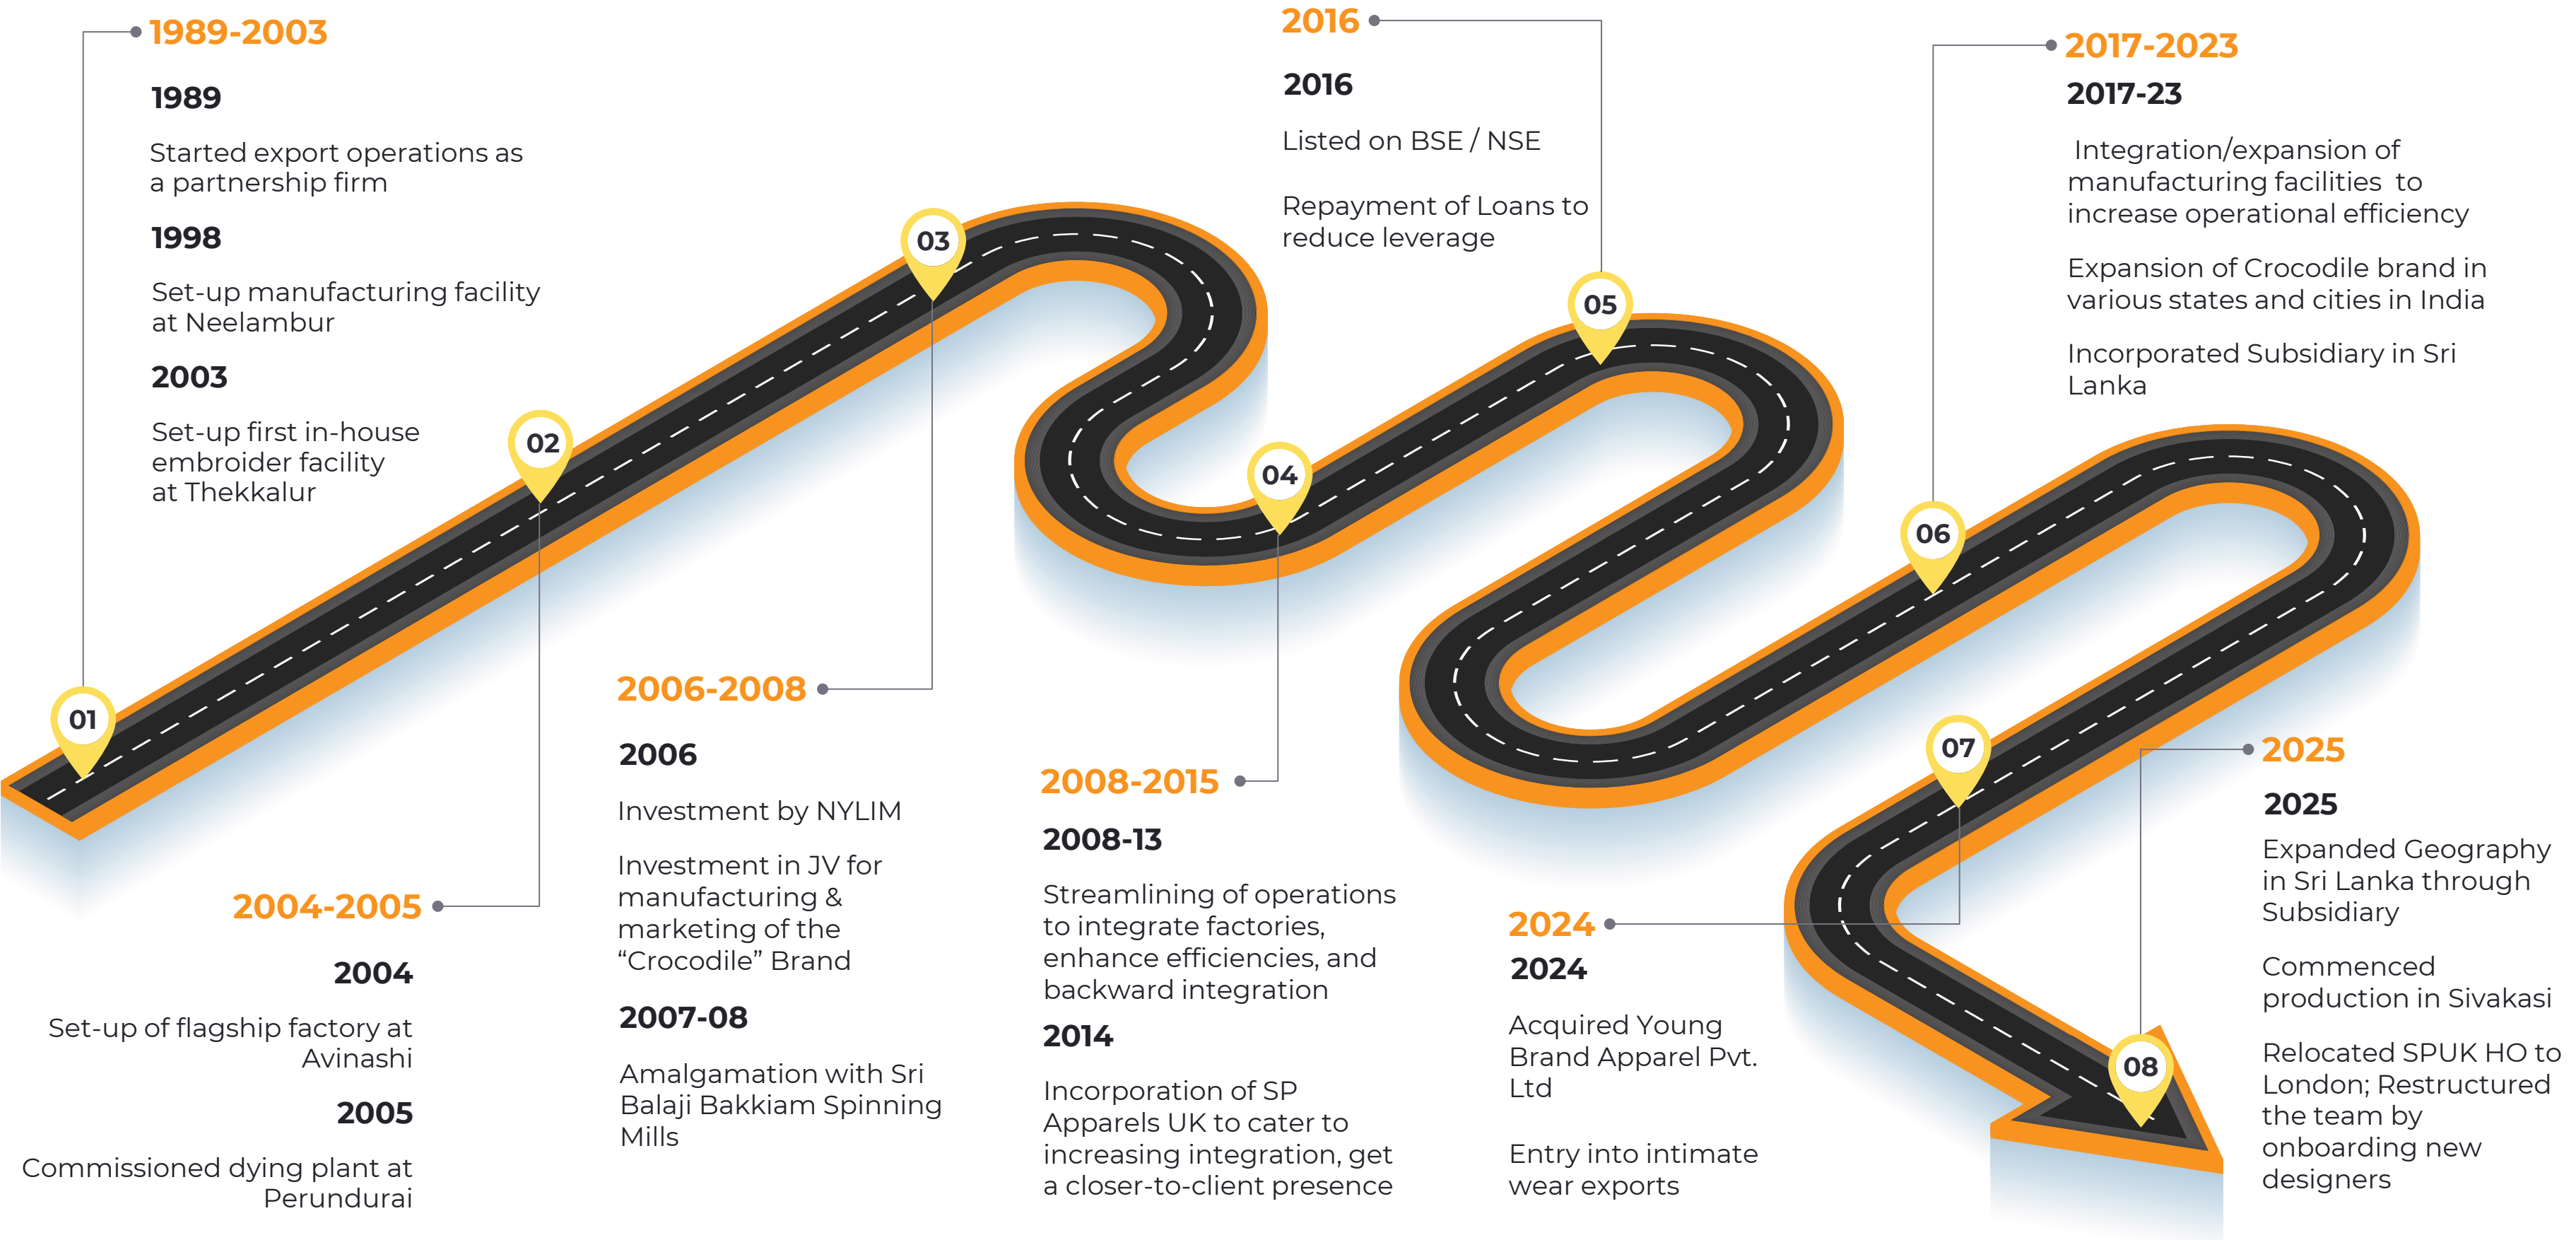 1989-2003
1989
Started export operations as
a partnership firm
1998
Set-up manufacturing facility
at Neelambur
2003
Set-up first in-house
embroider facility
at Thekkalur
01
2004-2005
2004
Set-up of flagship factory at
Avinashi
2005
Commissioned dying plant at
Perundurai
02
2006-2008
2006
Investment by NYLIM
Investment in JV for
manufacturing &
marketing of the
“Crocodile” Brand
2007-08
Amalgamation with Sri
Balaji Bakkiam Spinning
Mills
03
2008-2015
2008-13
Streamlining of operations
to integrate factories,
enhance efficiencies, and
backward integration
2014
Incorporation of SP
Apparels UK to cater to
increasing integration, get
a closer-to-client presence
04
2016
2016
Listed on BSE / NSE
Repayment of Loans to
reduce leverage
05
2017-2023
2017-23
Integration/expansion of
manufacturing facilities to
increase operational efficiency
Expansion of Crocodile brand in
various states and cities in India
Incorporated Subsidiary in Sri
Lanka
06
2024
2024
Acquired Young
Brand Apparel Pvt.
Ltd
Entry into intimate
wear exports
07
2025
2025
Expanded Geography
in Sri Lanka through
Subsidiary
Commenced
production in Sivakasi
Relocated SPUK HO to
London; Restructured
the team by
onboarding new
designers
08